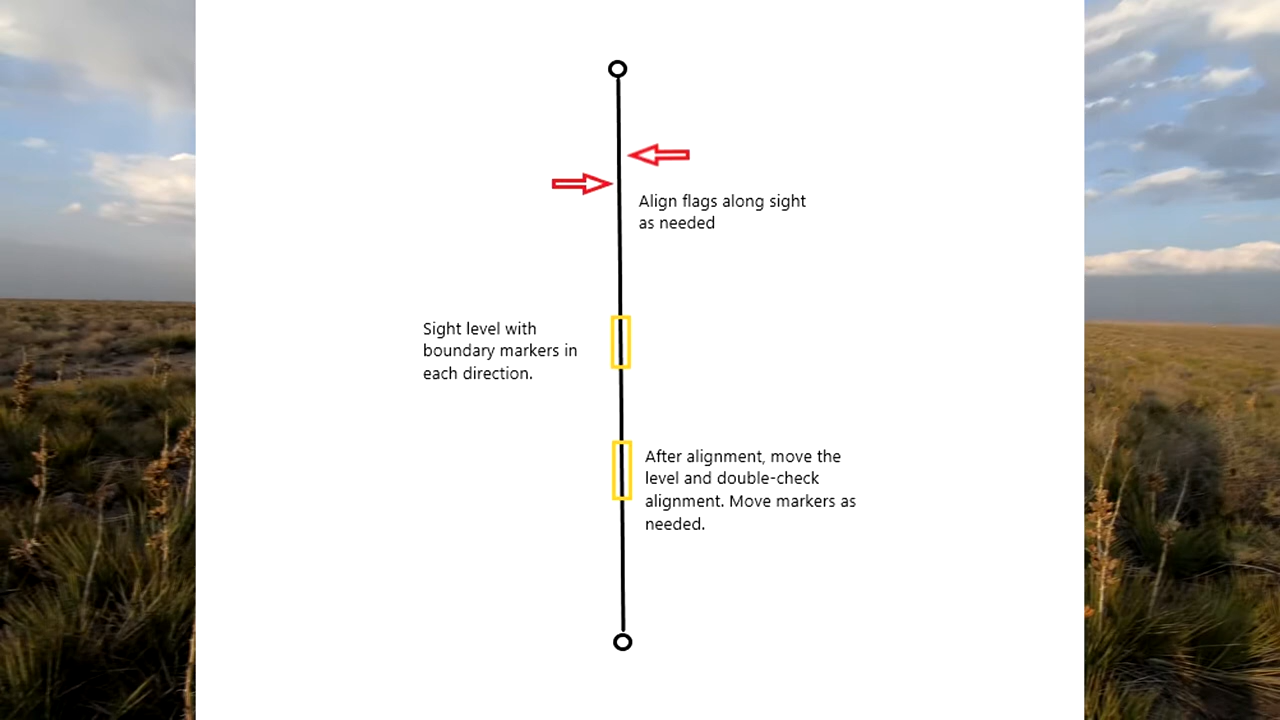 Align flags along sight
as needed
Sight level with
boundary markers in
each direction.
After alignment, move the
level and double-check
alignment. Move markers as
needed.